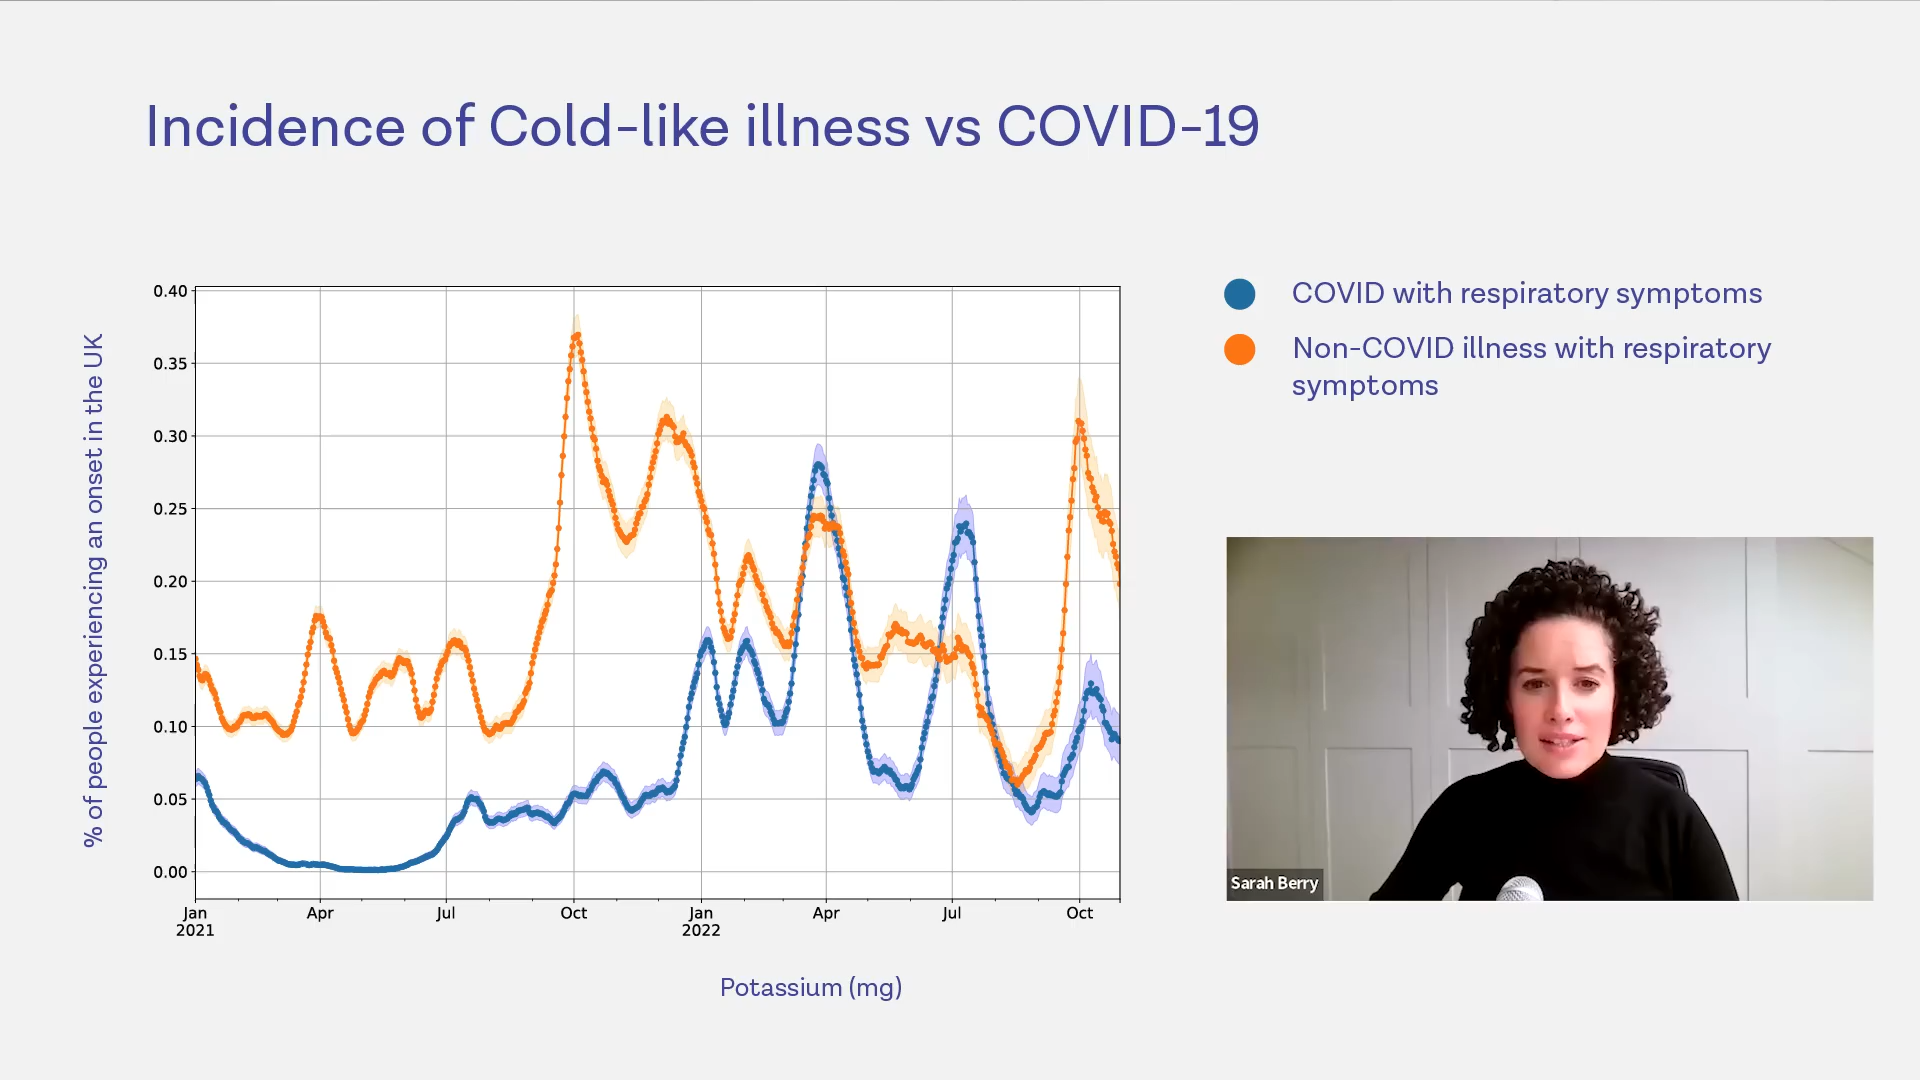 Incidence of Cold-like illness vs COVID-19
% of people experiencing an onset in the UK
0.40
0.35
0.30
0.25
0.20
0.15
0.10
0.05
0.00
Jan Apr Jul Oct Jan Apr Jul Oct
2021 2022
Potassium (mg)
COVID with respiratory symptoms
Non-COVID illness with respiratory
symptoms
Sarah Berry